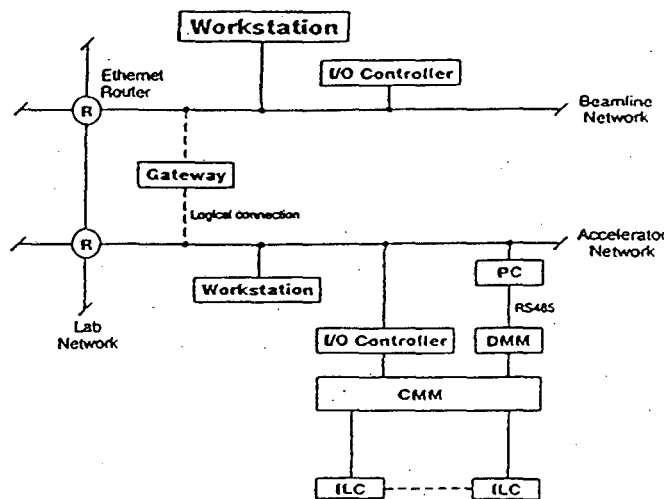 Workstation
Ethernet
Router
I/O Controller
R
Beamline
Network
Gateway
Logical connection
R
Accelerator
Network
Workstation
PC
RS485
Lab
Network
I/O Controller
DMM
CMM
ILC
ILC